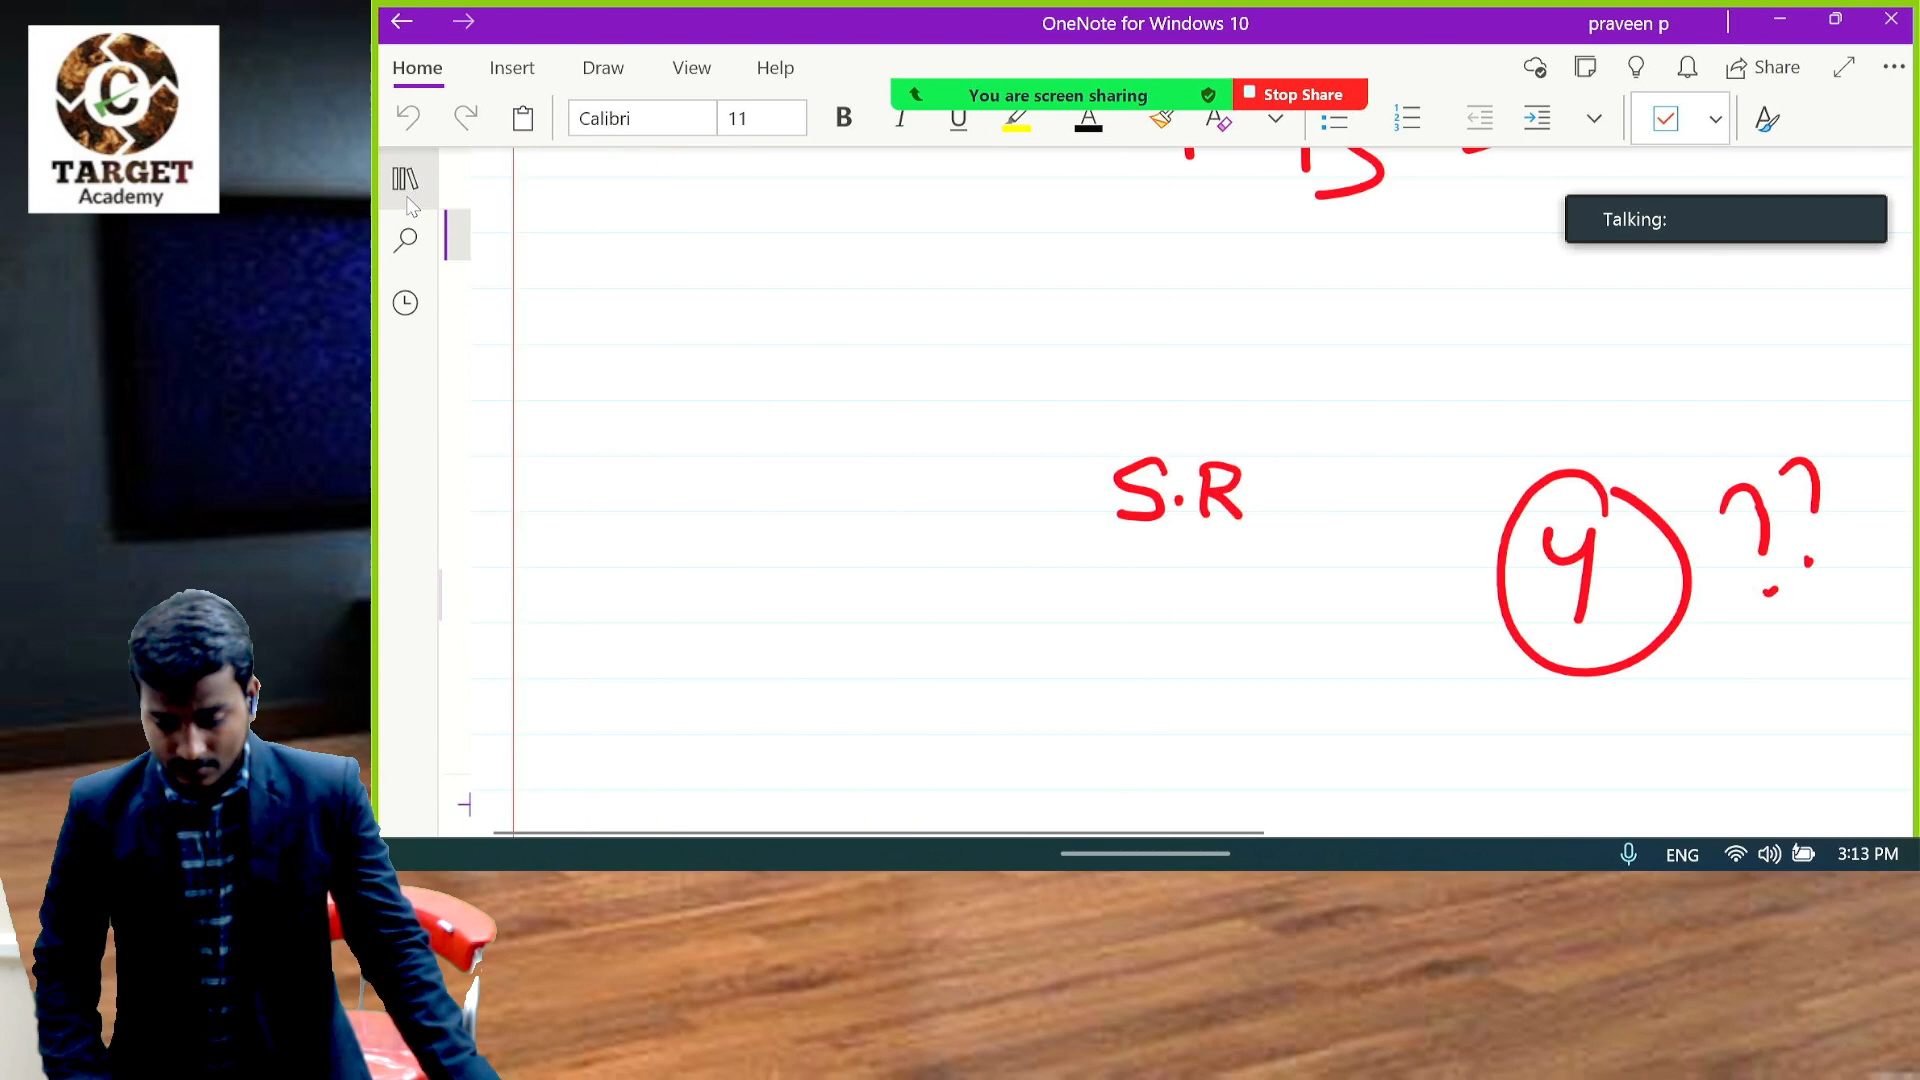 OneNote for Windows 10
praveen p
Home
Insert
Draw
View
Help
Share
You are screen sharing
Stop Share
Calibri
11
B
I
U
A
A
Talking:
C
TARGET
Academy
S.R
4
??
ENG
3:13 PM